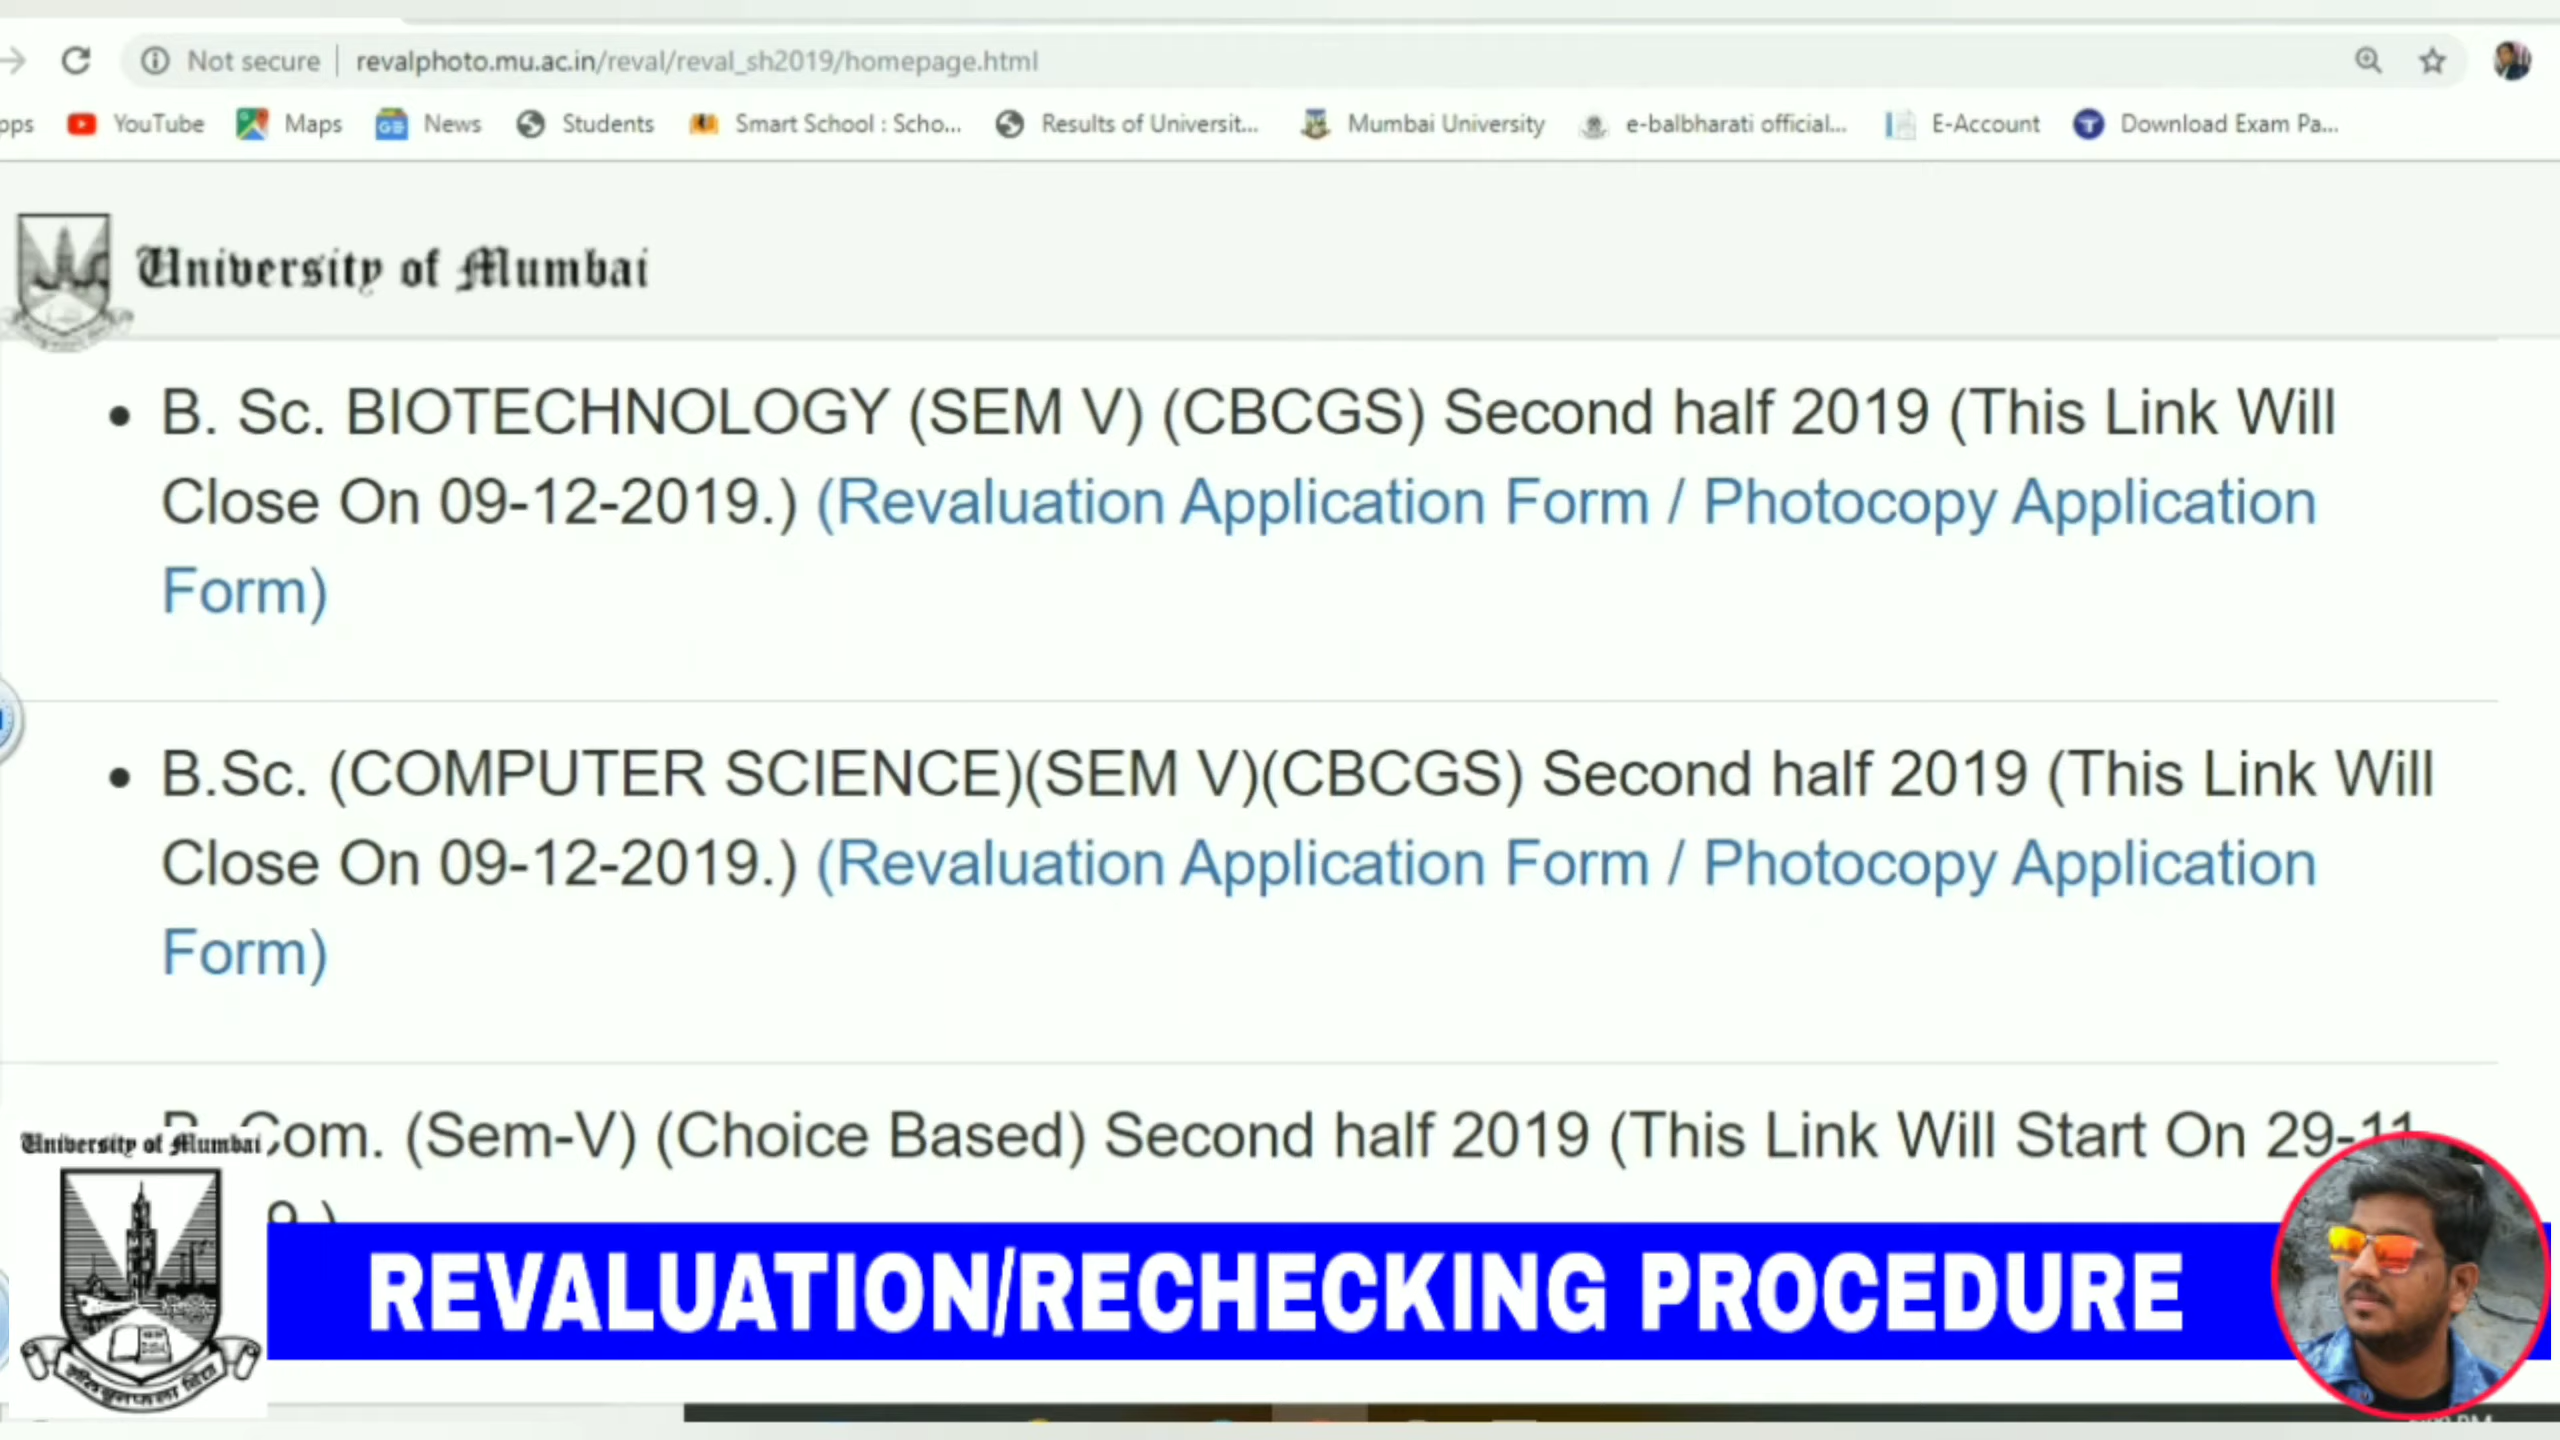 Not secure | revalphoto.mu.ac.in/reval/reval_sh2019/homepage.html
YouTube Maps News Students Smart School : Scho... Results of Universit... Mumbai University e-balbharati official... E-Account Download Exam Pa...
University of Mumbai
• B. Sc. BIOTECHNOLOGY (SEM V) (CBCGS) Second half 2019 (This Link Will
Close On 09-12-2019.) (Revaluation Application Form / Photocopy Application
Form)
• B.Sc. (COMPUTER SCIENCE)(SEM V)(CBCGS) Second half 2019 (This Link Will
Close On 09-12-2019.) (Revaluation Application Form / Photocopy Application
Form)
Com. (Sem-V) (Choice Based) Second half 2019 (This Link Will Start On 29-11
9.)
University of Mumbai
REVALUATION/RECHECKING PROCEDURE